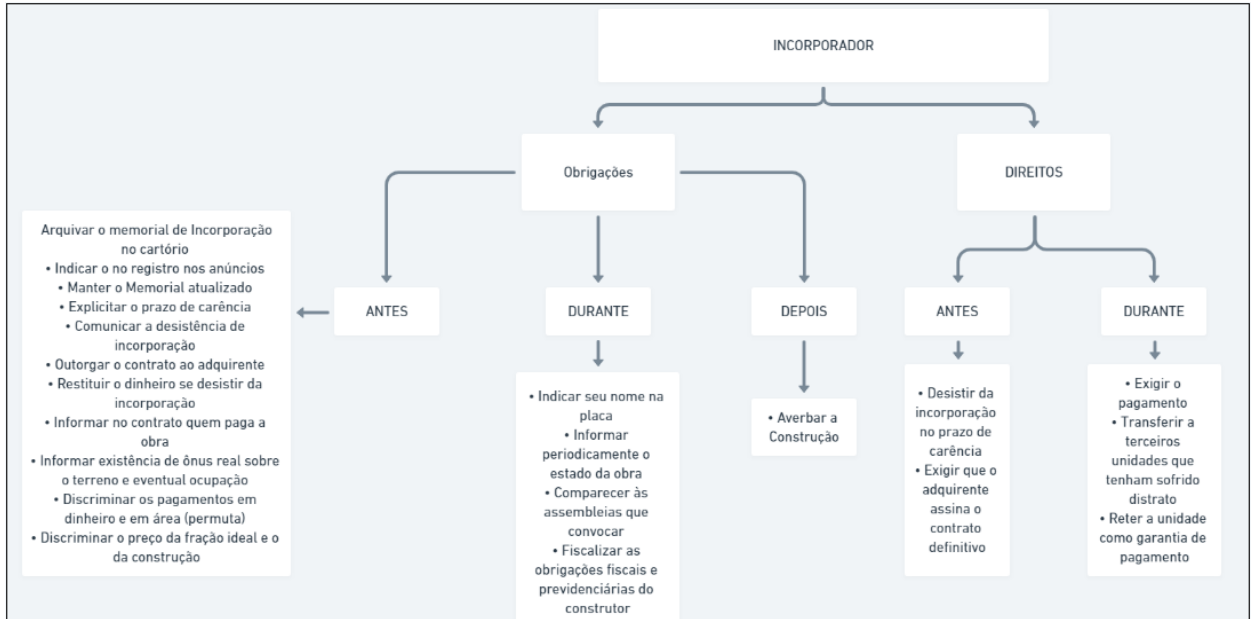 INCORPORADOR
Obrigações
DIREITOS
ANTES
DURANTE
DEPOIS
ANTES
DURANTE
Arquivar o memorial de Incorporação
no cartório
• Indicar o no registro nos anúncios
• Manter o Memorial atualizado
• Explicitar o prazo de carência
• Comunicar a desistência de
incorporação
• Outorgar o contrato ao adquirente
• Restituir o dinheiro se desistir da
incorporação
• Informar no contrato quem paga a
obra
• Informar existência de ônus real sobre
o terreno e eventual ocupação
• Discriminar os pagamentos em
dinheiro e em área (permuta)
• Discriminar o preço da fração ideal e o
da construção
• Indicar seu nome na
placa
• Informar
periodicamente o
estado da obra
• Comparecer às
assembleias que
convocar
• Fiscalizar as
obrigações fiscais e
previdenciárias do
construtor
• Averbar a
Construção
• Desistir da
incorporação
no prazo de
carência
• Exigir que o
adquirente
assina o
contrato
definitivo
• Exigir o
pagamento
• Transferir a
terceiros
unidades que
tenham sofrido
distrato
• Reter a unidade
como garantia de
pagamento